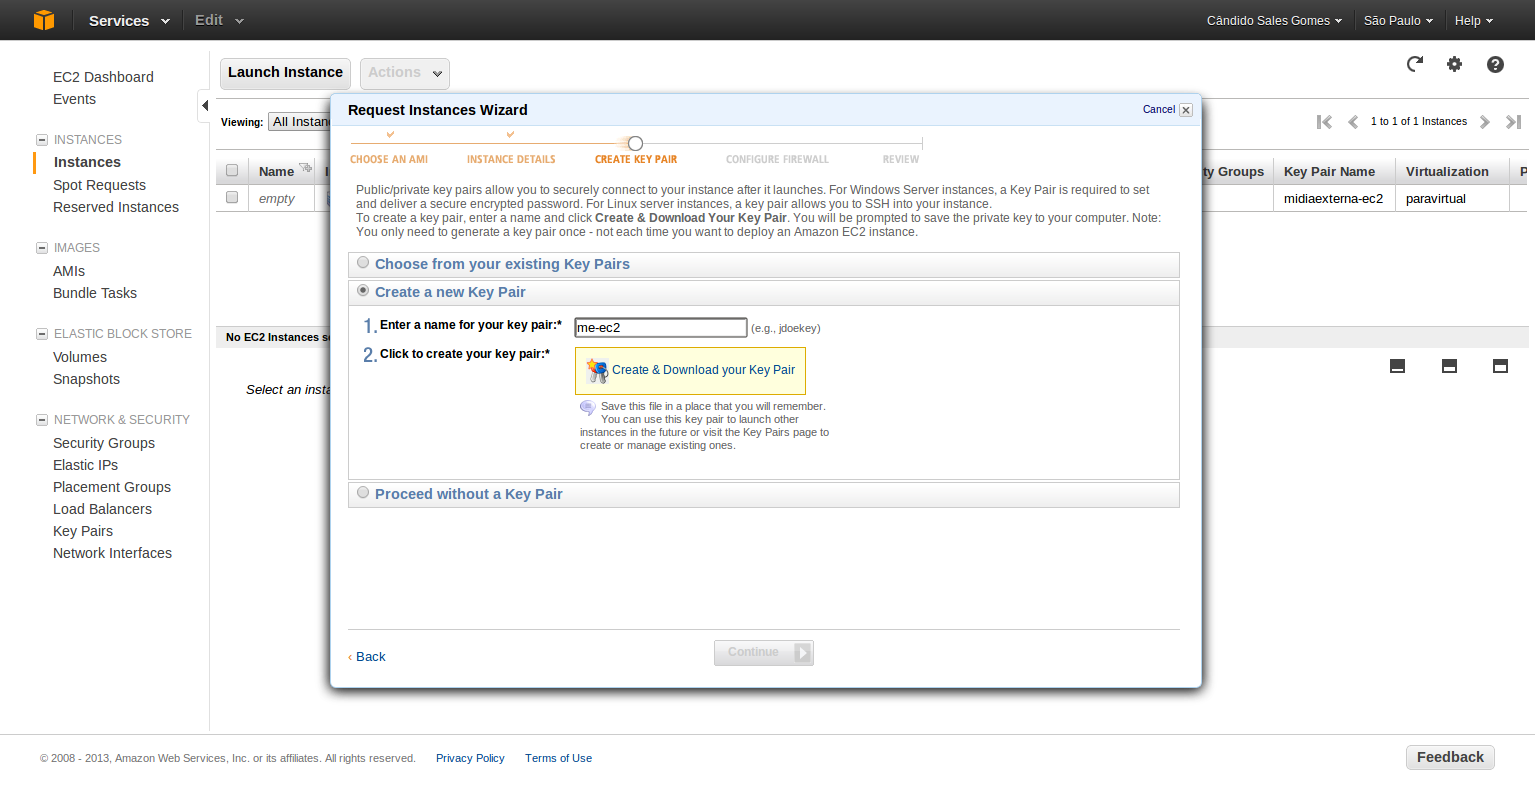 Services Edit Cândido Sales Gomes São Paulo Help
EC2 Dashboard
Events
INSTANCES
Instances
Spot Requests
Reserved Instances
IMAGES
AMIs
Bundle Tasks
ELASTIC BLOCK STORE
Volumes
Snapshots
NETWORK & SECURITY
Security Groups
Elastic IPs
Placement Groups
Load Balancers
Key Pairs
Network Interfaces
Launch Instance Actions
Viewing: All Instan
1 to 1 of 1 Instances
Name I ty Groups Key Pair Name Virtualization P
empty midiaexterna-ec2 paravirtual
No EC2 Instances s
Select an insta
Request Instances Wizard Cancel
CHOOSE AN AMI INSTANCE DETAILS CREATE KEY PAIR CONFIGURE FIREWALL REVIEW
Public/private key pairs allow you to securely connect to your instance after it launches. For Windows Server instances, a Key Pair is required to set
and deliver a secure encrypted password. For Linux server instances, a key pair allows you to SSH into your instance.
To create a key pair, enter a name and click Create & Download Your Key Pair. You will be prompted to save the private key to your computer. Note:
You only need to generate a key pair once - not each time you want to deploy an Amazon EC2 instance.
Choose from your existing Key Pairs
Create a new Key Pair
1. Enter a name for your key pair:* me-ec2 (e.g., jdoekey)
2. Click to create your key pair:*
Create & Download your Key Pair
Save this file in a place that you will remember.
You can use this key pair to launch other
instances in the future or visit the Key Pairs page to
create or manage existing ones.
Proceed without a Key Pair
‹ Back Continue
© 2008 - 2013, Amazon Web Services, Inc. or its affiliates. All rights reserved. Privacy Policy Terms of Use Feedback